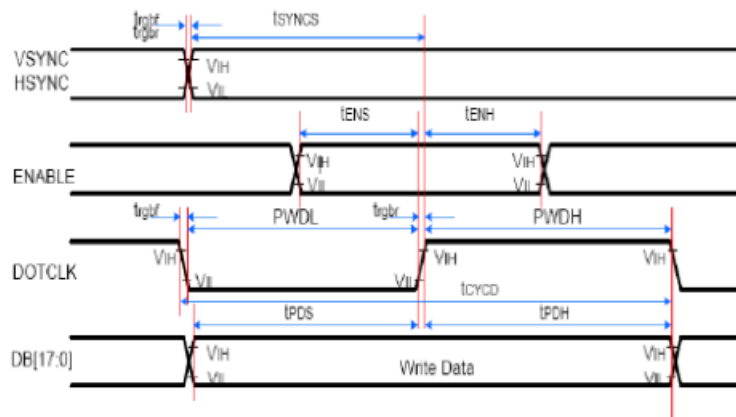 trgbf tSYNCS
trgbr
VSYNC VIH
HSYNC VIL
tENS tENH
VIH VIH
ENABLE VIL VIL
trgbf PWDL trgbr PWDH
VIH VIH VIH
DOTCLK VIL VIL
tCYCD
tPDS tPDH
VIH VIH
DB[17:0] Write Data
VIL VIL